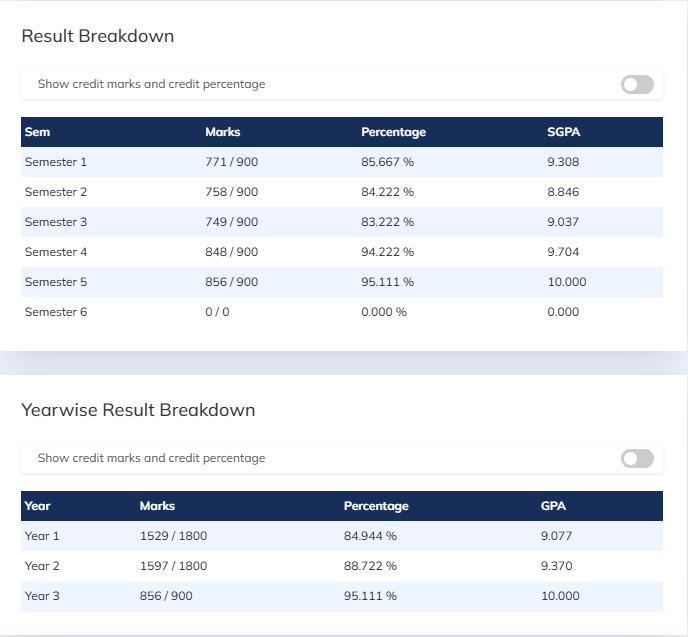 Result Breakdown
Show credit marks and credit percentage
Sem Marks Percentage SGPA
Semester 1 771 / 900 85.667 % 9.308
Semester 2 758 / 900 84.222 % 8.846
Semester 3 749 / 900 83.222 % 9.037
Semester 4 848 / 900 94.222 % 9.704
Semester 5 856 / 900 95.111 % 10.000
Semester 6 0 / 0 0.000 % 0.000
Yearwise Result Breakdown
Show credit marks and credit percentage
Year Marks Percentage GPA
Year 1 1529 / 1800 84.944 % 9.077
Year 2 1597 / 1800 88.722 % 9.370
Year 3 856 / 900 95.111 % 10.000